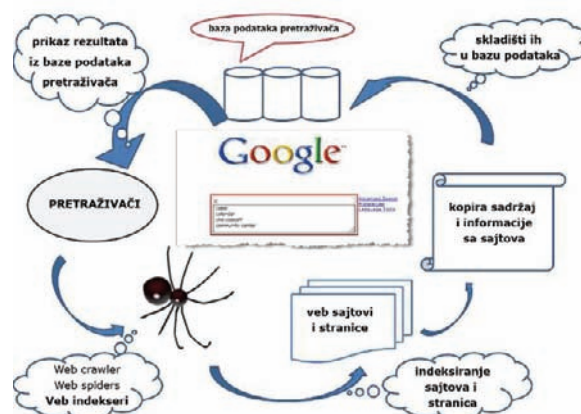 prikaz rezultata
iz baze podataka
pretraživača
baza podataka pretraživača
skladišti ih
u bazu podataka
Google
PRETRAŽIVAČI
kopira sadržaj
i informacije
sa sajtova
veb sajtovi
i stranice
Web crawler
Web spiders
Veb indekseri
indeksiranje
sajtova i
stranica